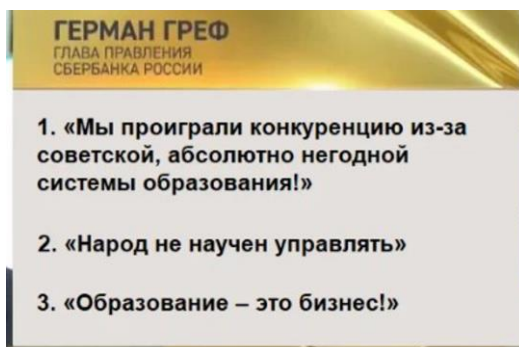 ГЕРМАН ГРЕФ
ГЛАВА ПРАВЛЕНИЯ
СБЕРБАНКА РОССИИ
1. «Мы проиграли конкуренцию из-за
советской, абсолютно негодной
системы образования!»
2. «Народ не научен управлять»
3. «Образование – это бизнес!»